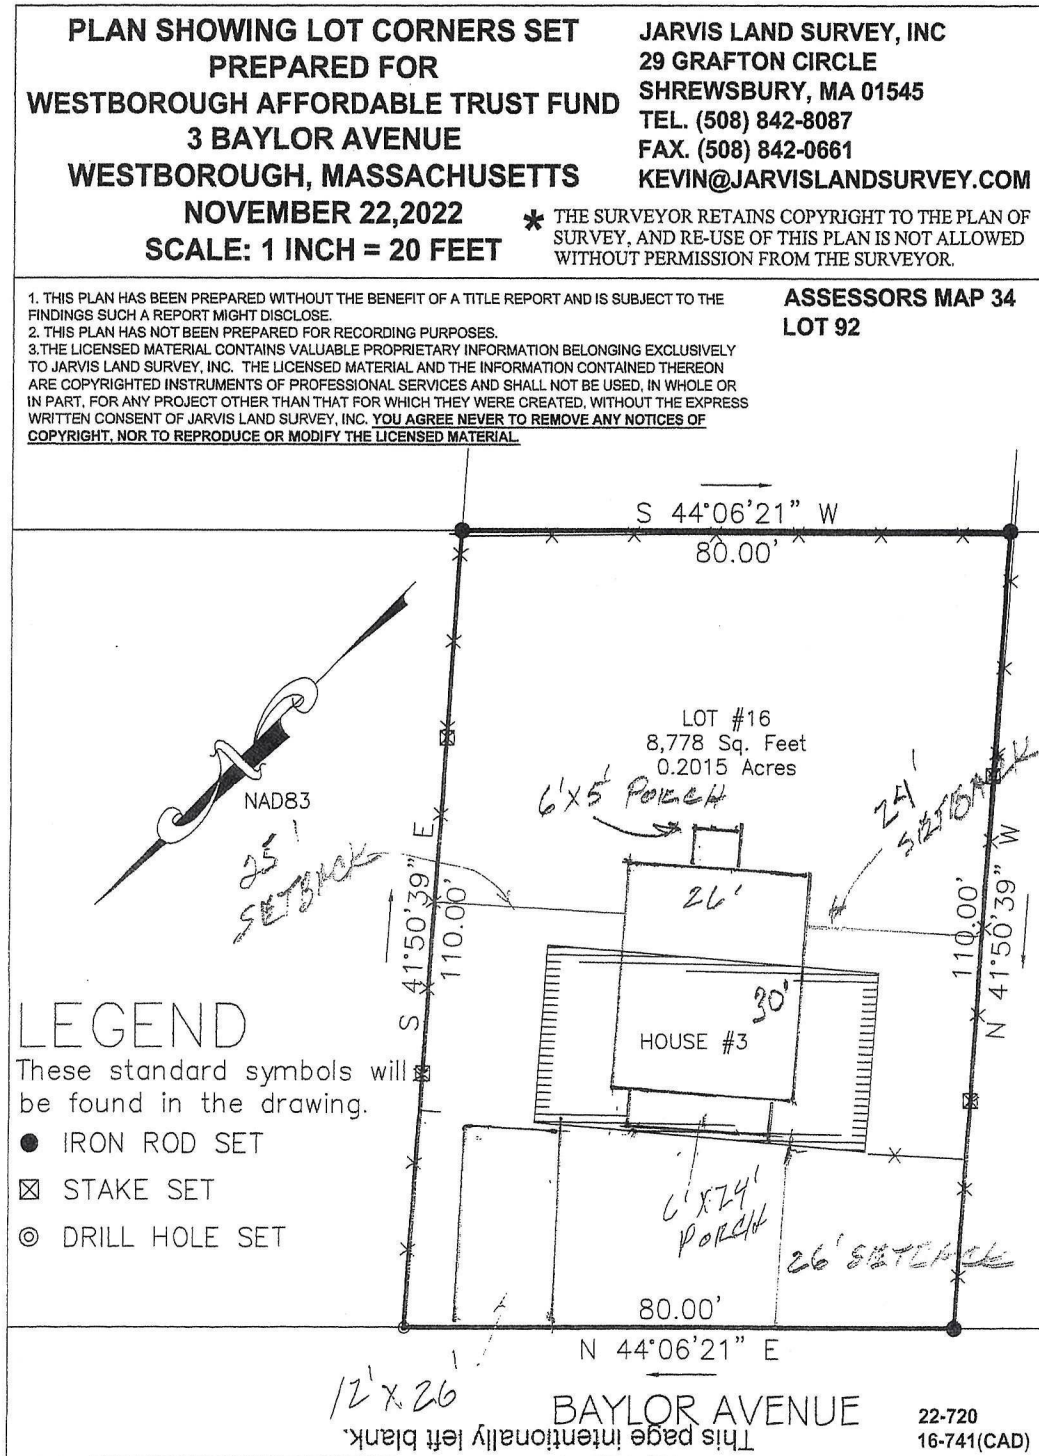 PLAN SHOWING LOT CORNERS SET
PREPARED FOR
WESTBOROUGH AFFORDABLE TRUST FUND
3 BAYLOR AVENUE
WESTBOROUGH, MASSACHUSETTS
NOVEMBER 22,2022
SCALE: 1 INCH = 20 FEET
JARVIS LAND SURVEY, INC
29 GRAFTON CIRCLE
SHREWSBURY, MA 01545
TEL. (508) 842-8087
FAX. (508) 842-0661
KEVIN@JARVISLANDSURVEY.COM
* THE SURVEYOR RETAINS COPYRIGHT TO THE PLAN OF
SURVEY, AND RE-USE OF THIS PLAN IS NOT ALLOWED
WITHOUT PERMISSION FROM THE SURVEYOR.
1. THIS PLAN HAS BEEN PREPARED WITHOUT THE BENEFIT OF A TITLE REPORT AND IS SUBJECT TO THE
FINDINGS SUCH A REPORT MIGHT DISCLOSE.
2. THIS PLAN HAS NOT BEEN PREPARED FOR RECORDING PURPOSES.
3.THE LICENSED MATERIAL CONTAINS VALUABLE PROPRIETARY INFORMATION BELONGING EXCLUSIVELY
TO JARVIS LAND SURVEY, INC. THE LICENSED MATERIAL AND THE INFORMATION CONTAINED THEREON
ARE COPYRIGHTED INSTRUMENTS OF PROFESSIONAL SERVICES AND SHALL NOT BE USED, IN WHOLE OR
IN PART, FOR ANY PROJECT OTHER THAN THAT FOR WHICH THEY WERE CREATED, WITHOUT THE EXPRESS
WRITTEN CONSENT OF JARVIS LAND SURVEY, INC. YOU AGREE NEVER TO REMOVE ANY NOTICES OF
COPYRIGHT, NOR TO REPRODUCE OR MODIFY THE LICENSED MATERIAL.
ASSESSORS MAP 34
LOT 92
S 44°06'21" W
80.00'
LOT #16
8,778 Sq. Feet
0.2015 Acres
NAD83
6'X5' PORCH
24'
SETBACK
25'
SETBACK
26'
S 41°50'39" E
110.00'
110.00'
N 41°50'39" W
30'
HOUSE #3
LEGEND
These standard symbols will
be found in the drawing.
IRON ROD SET
STAKE SET
DRILL HOLE SET
6'X24'
PORCH
26' SETBACK
80.00'
N 44°06'21" E
12'X26'
BAYLOR AVENUE
This page intentionally left blank.
22-720
16-741(CAD)